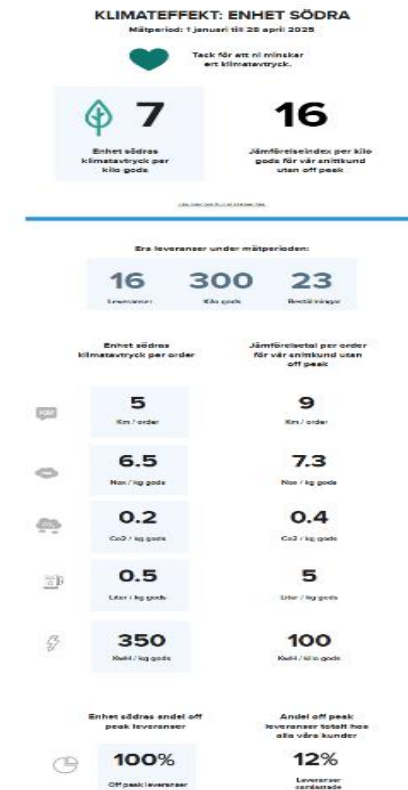 KLIMATEFFEKT: ENHET SÖDRA
Mätperiod: 1 januari till 28 april 2025
Tack för att ni minskar
ert klimatavtryck.
7
16
Enhet södras
klimatavtryck per
kilo gods
Jämförelseindex per kilo
gods för vår snittkund
utan off peak
Era leveranser under mätperioden:
16 300 23
Leveranser Kilo gods Beställningar
Enhet södras
klimatavtryck per order
Jämförelsetal per order
för vår snittkund utan
off peak
KM
5
9
Km / order
Km / order
6.5
7.3
Nox / kg gods
Nox / kg gods
0.2
0.4
Co2 / kg gods
Co2 / kg gods
0.5
5
Liter / kg gods
Liter / kg gods
350
100
KwH / kg gods
KwH / kilo gods
Enhet södras andel off
peak leveranser
Andel off peak
leveranser totalt hos
alla våra kunder
100%
12%
Off peak leveranser
Leveranser
samlastade